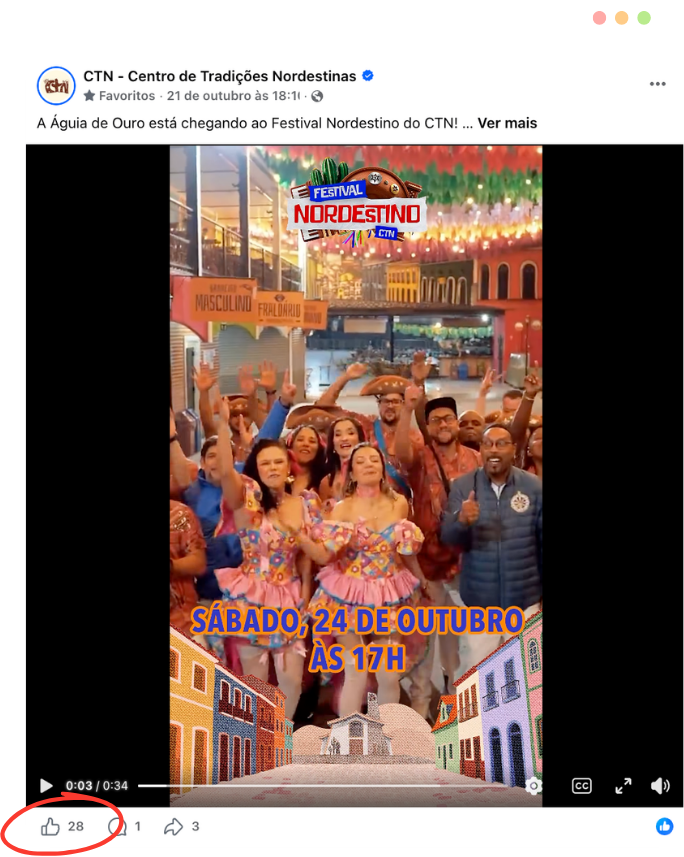 CTN - Centro de Tradições Nordestinas
Favoritos · 21 de outubro às 18:1
A Águia de Ouro está chegando ao Festival Nordestino do CTN! ... Ver mais
FESTIVAL
NORDESTINO
CTN
MASCULINO
FRALDÁRIO
SÁBADO, 24 DE OUTUBRO
ÀS 17H
0:03 / 0:34
CC
28
1
3